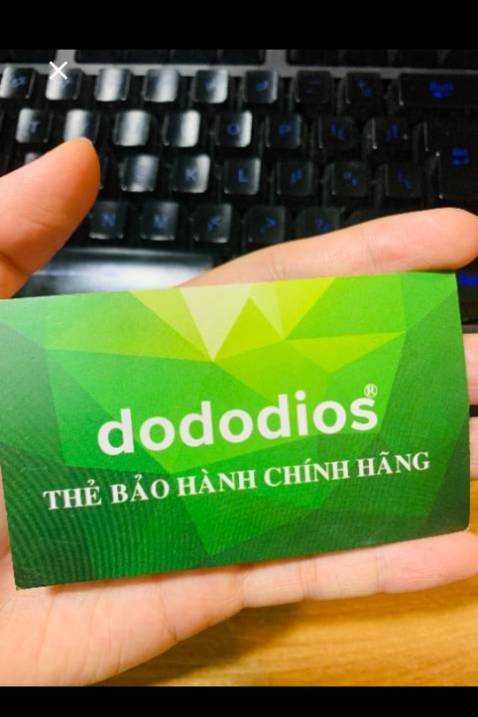 dododios®
THẺ BẢO HÀNH CHÍNH HÃNG